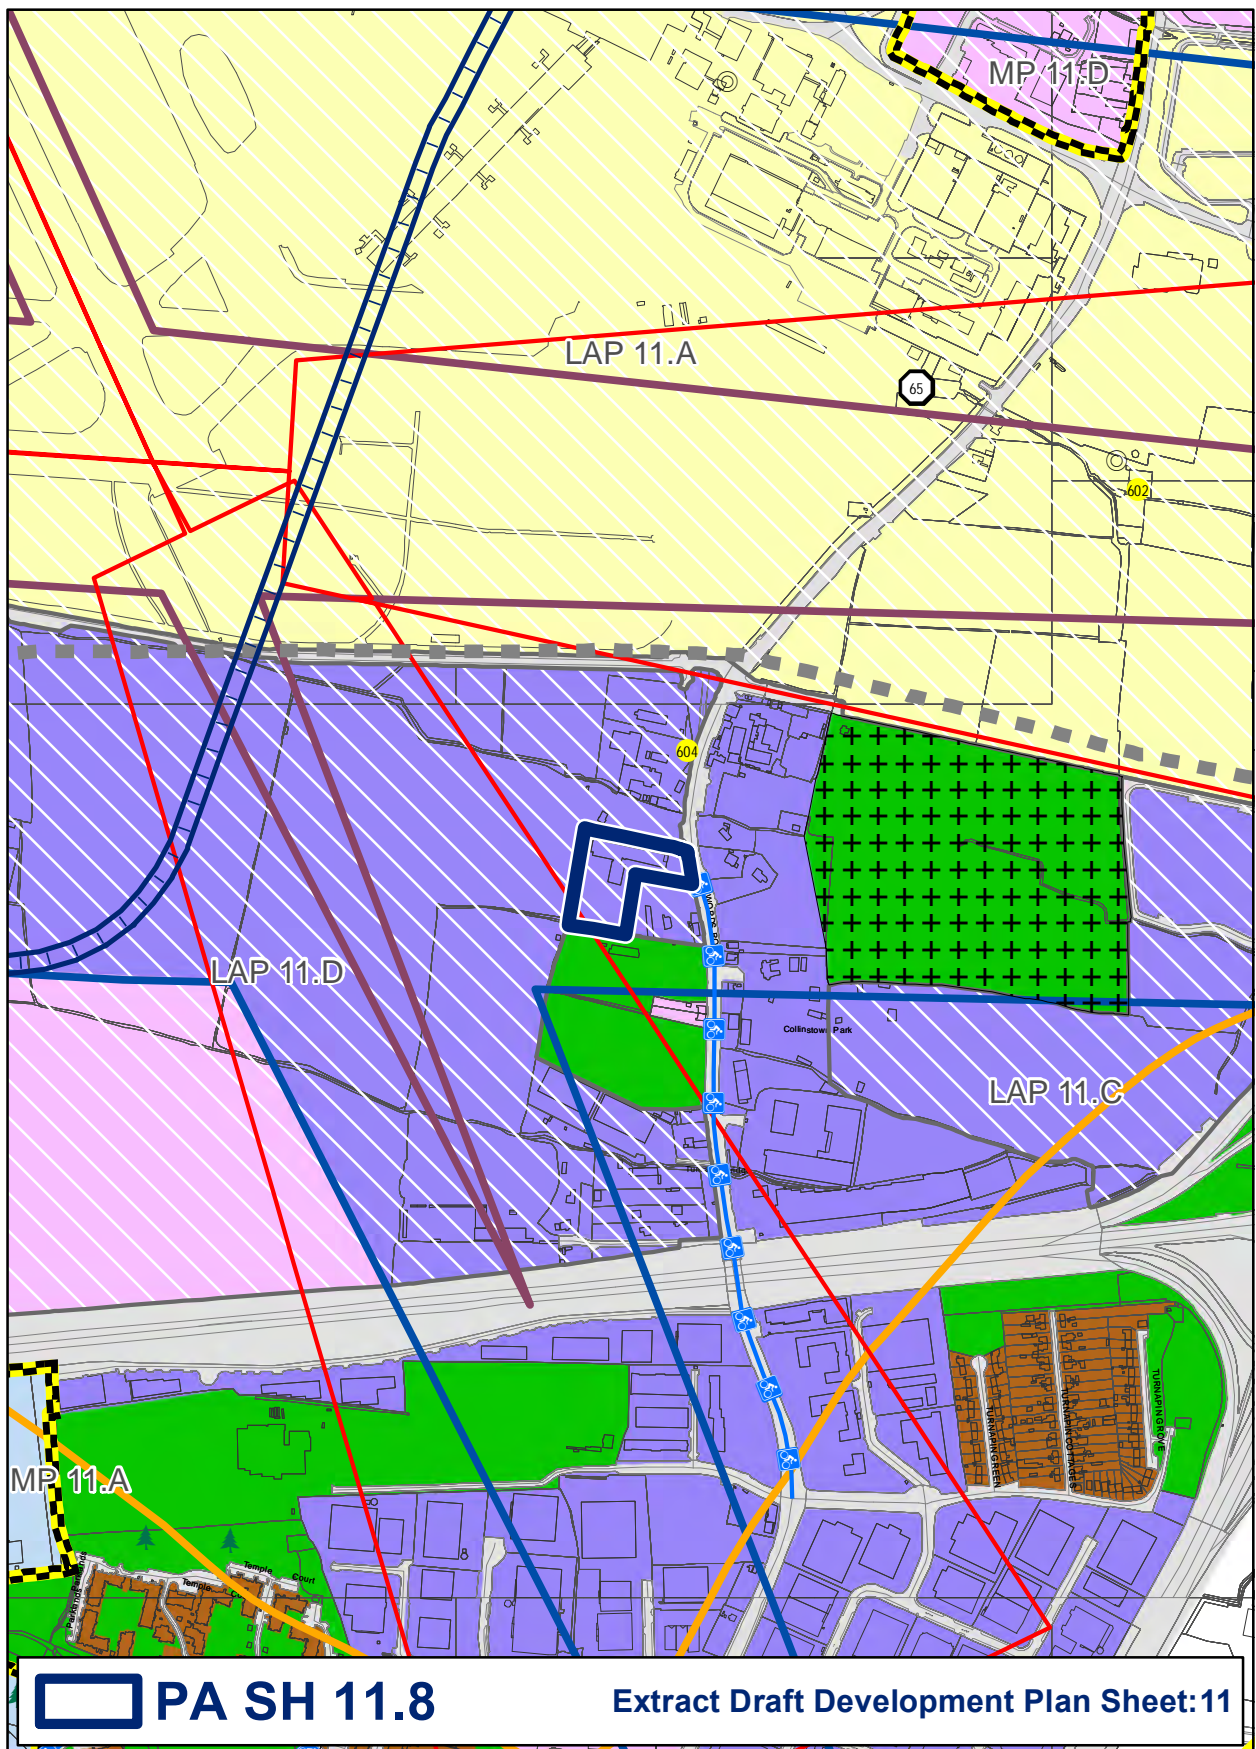 MP 11.D
LAP 11.A
65
602
604
LAP 11.D
Collinstown Park
LAP 11.C
TURNAPIN GREEN
TURNAPIN COTTAGES
TURNAPIN GROVE
MP 11.A
Parklands
Temple
Temple
Court
PA SH 11.8
Extract Draft Development Plan Sheet:11